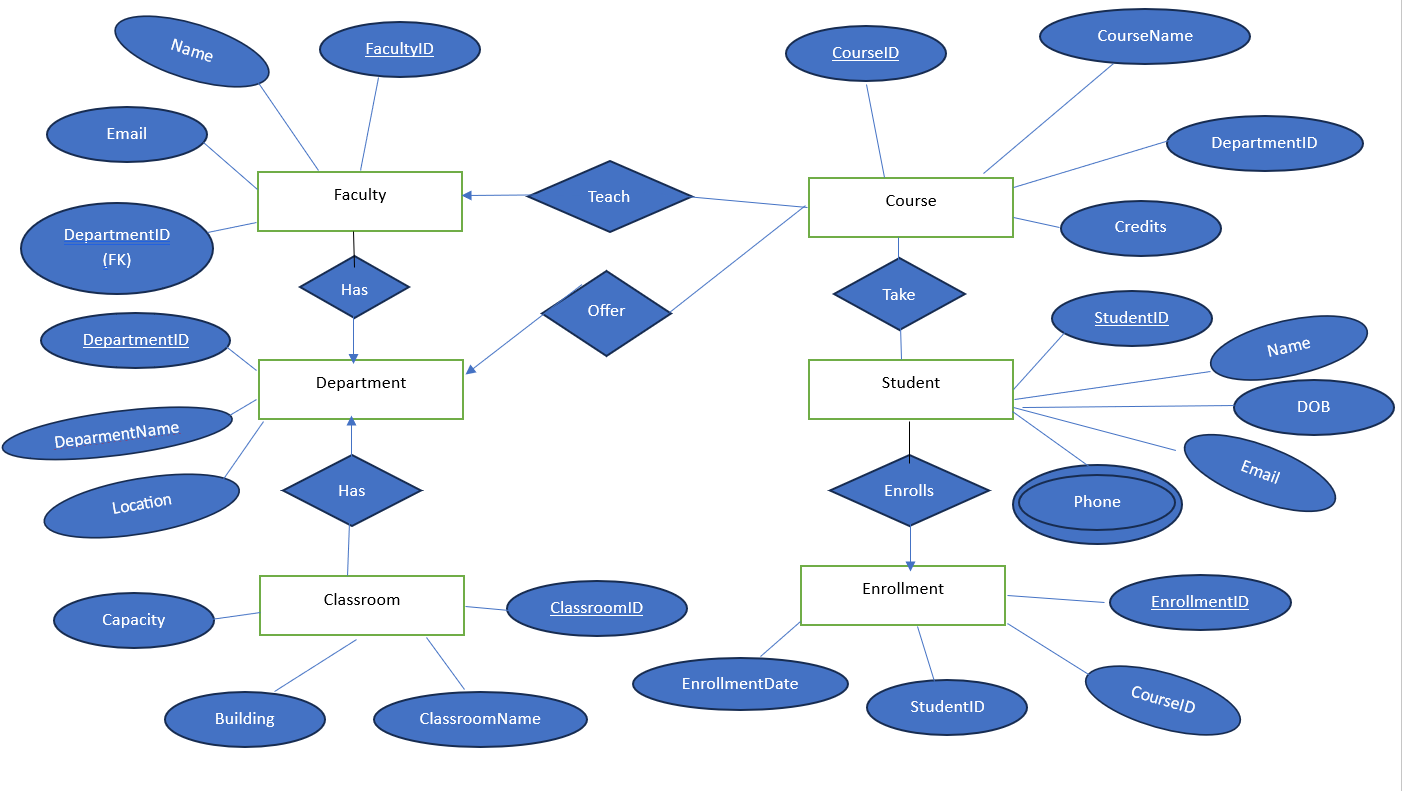 Name
FacultyID
CourseID
CourseName
Email
DepartmentID
Faculty
Teach
Course
DepartmentID
(FK)
Credits
Has
Offer
Take
DepartmentID
StudentID
Name
Department
Student
DOB
DeparmentName
Email
Location
Has
Enrolls
Phone
Classroom
ClassroomID
Enrollment
EnrollmentID
Capacity
EnrollmentDate
StudentID
CourseID
Building
ClassroomName